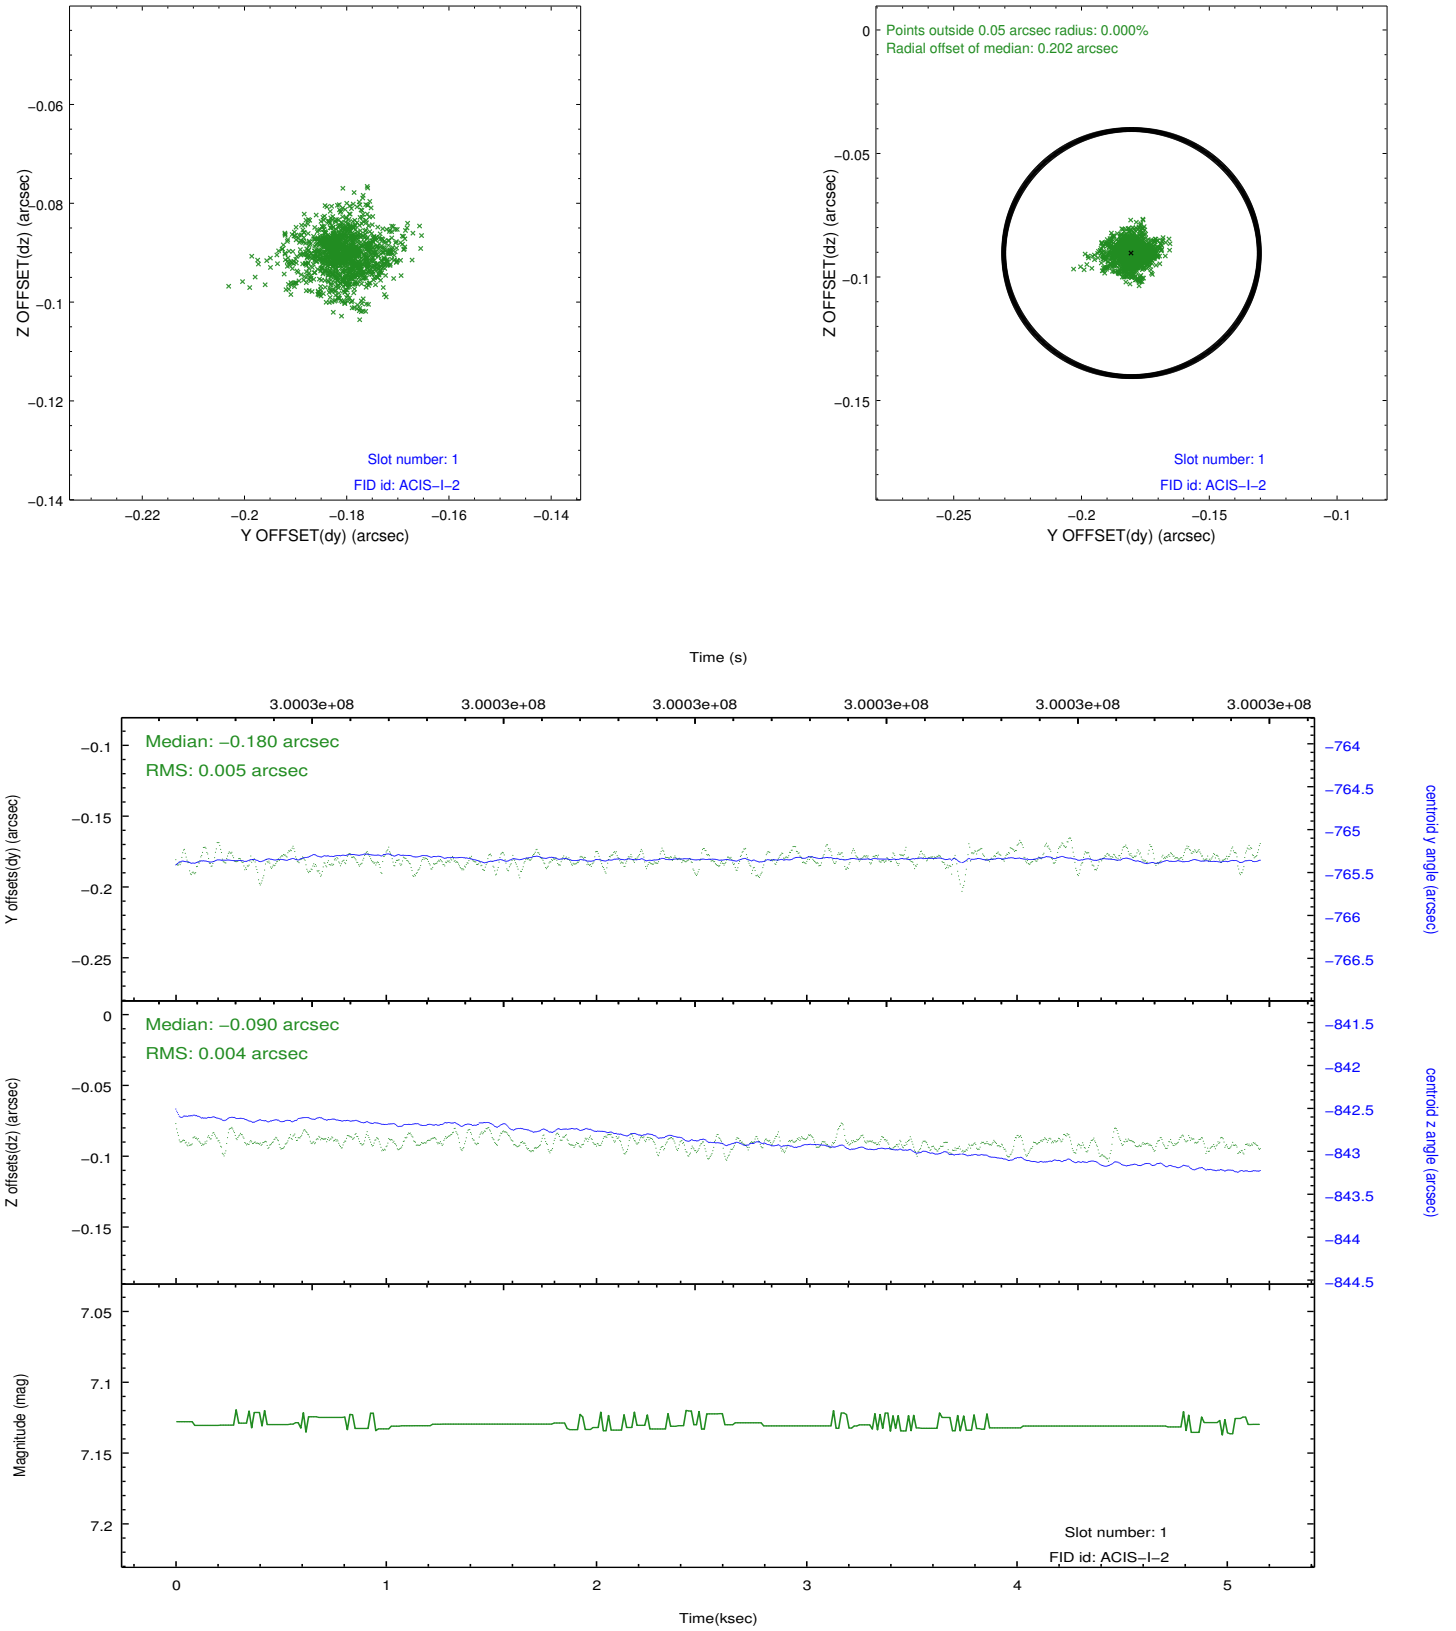 −0.06
−0.08
−0.1
−0.12
−0.14
Z OFFSET(dz) (arcsec)
Slot number: 1
FID id: ACIS−I−2
−0.22
−0.2
−0.18
−0.16
−0.14
Y OFFSET(dy) (arcsec)
Points outside 0.05 arcsec radius: 0.000%
Radial offset of median: 0.202 arcsec
0
−0.05
−0.1
−0.15
Z OFFSET(dz) (arcsec)
Slot number: 1
FID id: ACIS−I−2
−0.25
−0.2
−0.15
−0.1
Y OFFSET(dy) (arcsec)
Time (s)
3.0003e+08
3.0003e+08
3.0003e+08
3.0003e+08
3.0003e+08
3.0003e+08
Median: −0.180 arcsec
RMS: 0.005 arcsec
−0.1
−0.15
−0.2
−0.25
Y offsets(dy) (arcsec)
−764
−764.5
−765
−765.5
−766
−766.5
centroid y angle (arcsec)
Median: −0.090 arcsec
RMS: 0.004 arcsec
0
−0.05
−0.1
−0.15
Z offsets(dz) (arcsec)
−841.5
−842
−842.5
−843
−843.5
−844
−844.5
centroid z angle (arcsec)
7.05
7.1
7.15
7.2
Magnitude (mag)
Slot number: 1
FID id: ACIS−I−2
0
1
2
3
4
5
Time(ksec)